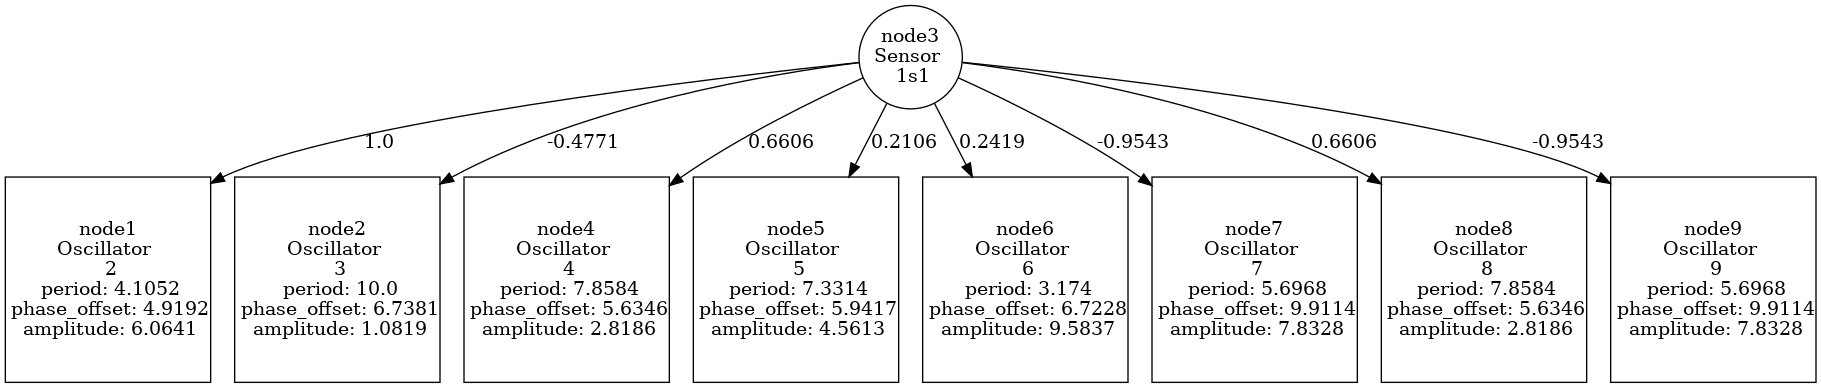 node3
Sensor
1s1
1.0
-0.4771
0.6606
0.2106
0.2419
-0.9543
0.6606
-0.9543
node1
Oscillator
2
period: 4.1052
phase_offset: 4.9192
amplitude: 6.0641
node2
Oscillator
3
period: 10.0
phase_offset: 6.7381
amplitude: 1.0819
node4
Oscillator
4
period: 7.8584
phase_offset: 5.6346
amplitude: 2.8186
node5
Oscillator
5
period: 7.3314
phase_offset: 5.9417
amplitude: 4.5613
node6
Oscillator
6
period: 3.174
phase_offset: 6.7228
amplitude: 9.5837
node7
Oscillator
7
period: 5.6968
phase_offset: 9.9114
amplitude: 7.8328
node8
Oscillator
8
period: 7.8584
phase_offset: 5.6346
amplitude: 2.8186
node9
Oscillator
9
period: 5.6968
phase_offset: 9.9114
amplitude: 7.8328